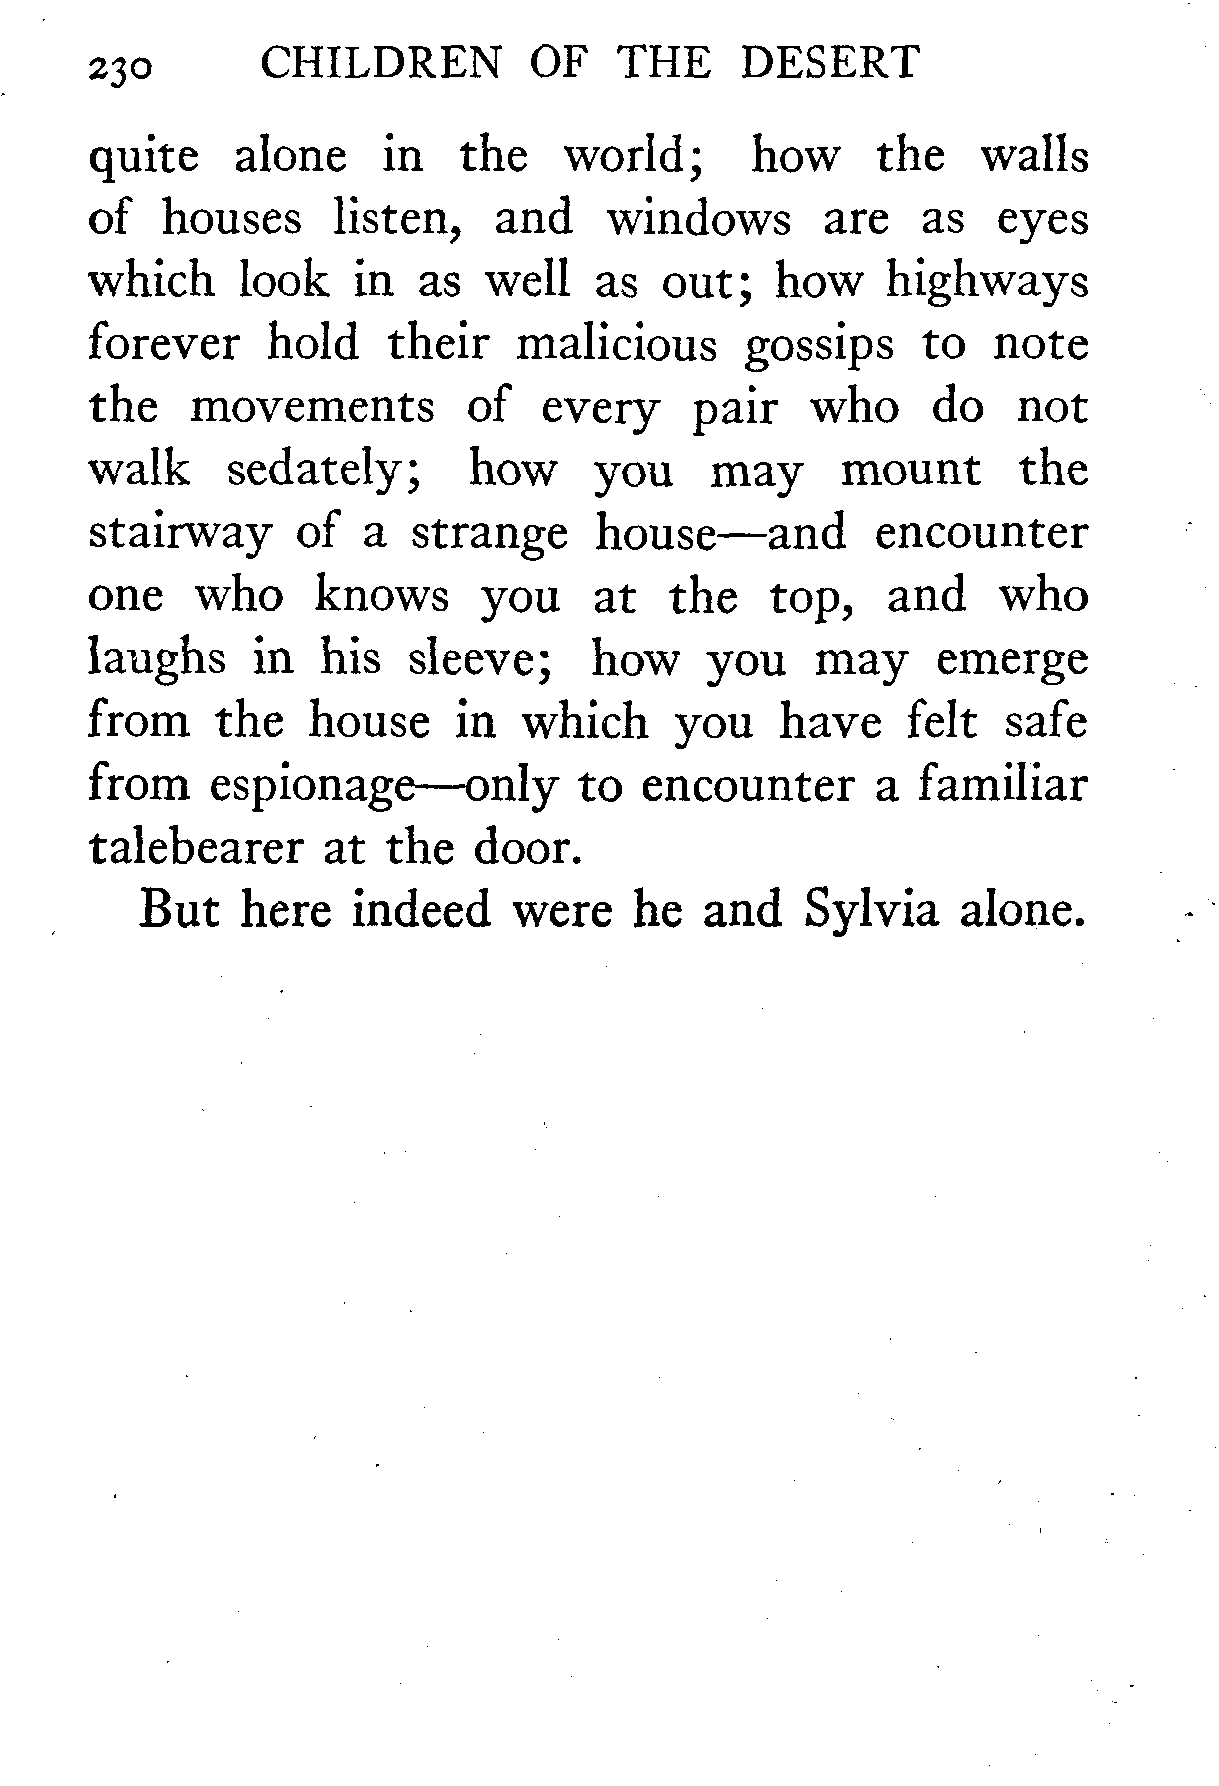 230 CHILDREN OF THE DESERT
quite alone in the world; how the walls
of houses listen, and windows are as eyes
which look in as well as out; how highways
forever hold their malicious gossips to note
the movements of every pair who do not
walk sedately; how you may mount the
stairway of a strange house—and encounter
one who knows you at the top, and who
laughs in his sleeve; how you may emerge
from the house in which you have felt safe
from espionage—only to encounter a familiar
talebearer at the door.
But here indeed were he and Sylvia alone.